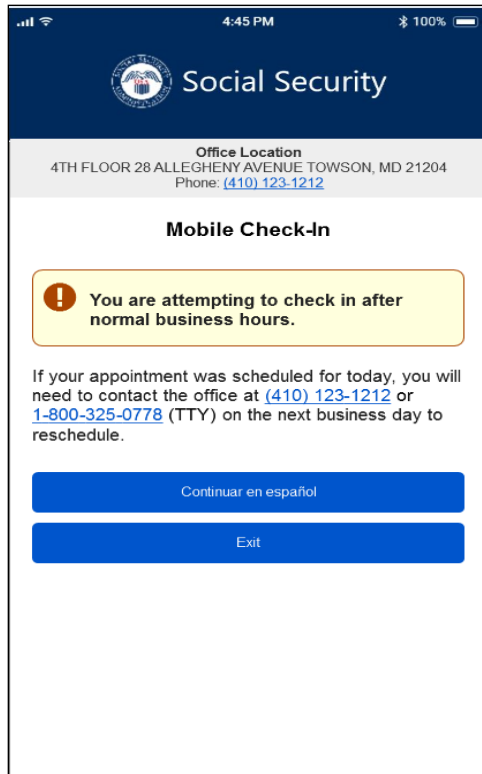 4:45 PM
100%
Social Security
Office Location
4TH FLOOR 28 ALLEGHENY AVENUE TOWSON, MD 21204
Phone: (410) 123-1212
Mobile Check-In
You are attempting to check in after
normal business hours.
If your appointment was scheduled for today, you will
need to contact the office at (410) 123-1212 or
1-800-325-0778 (TTY) on the next business day to
reschedule.
Continuar en español
Exit